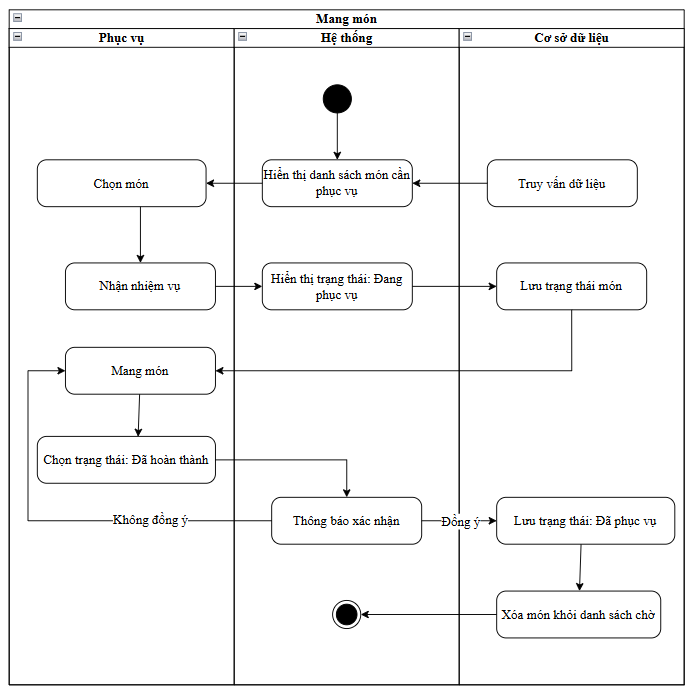 Mang món
Phục vụ
Hệ thống
Cơ sở dữ liệu
Chọn món
Hiển thị danh sách món cần
phục vụ
Truy vấn dữ liệu
Nhận nhiệm vụ
Hiển thị trạng thái: Đang
phục vụ
Lưu trạng thái món
Mang món
Chọn trạng thái: Đã hoàn thành
Không đồng ý
Thông báo xác nhận
Đồng ý
Lưu trạng thái: Đã phục vụ
Xóa món khỏi danh sách chờ